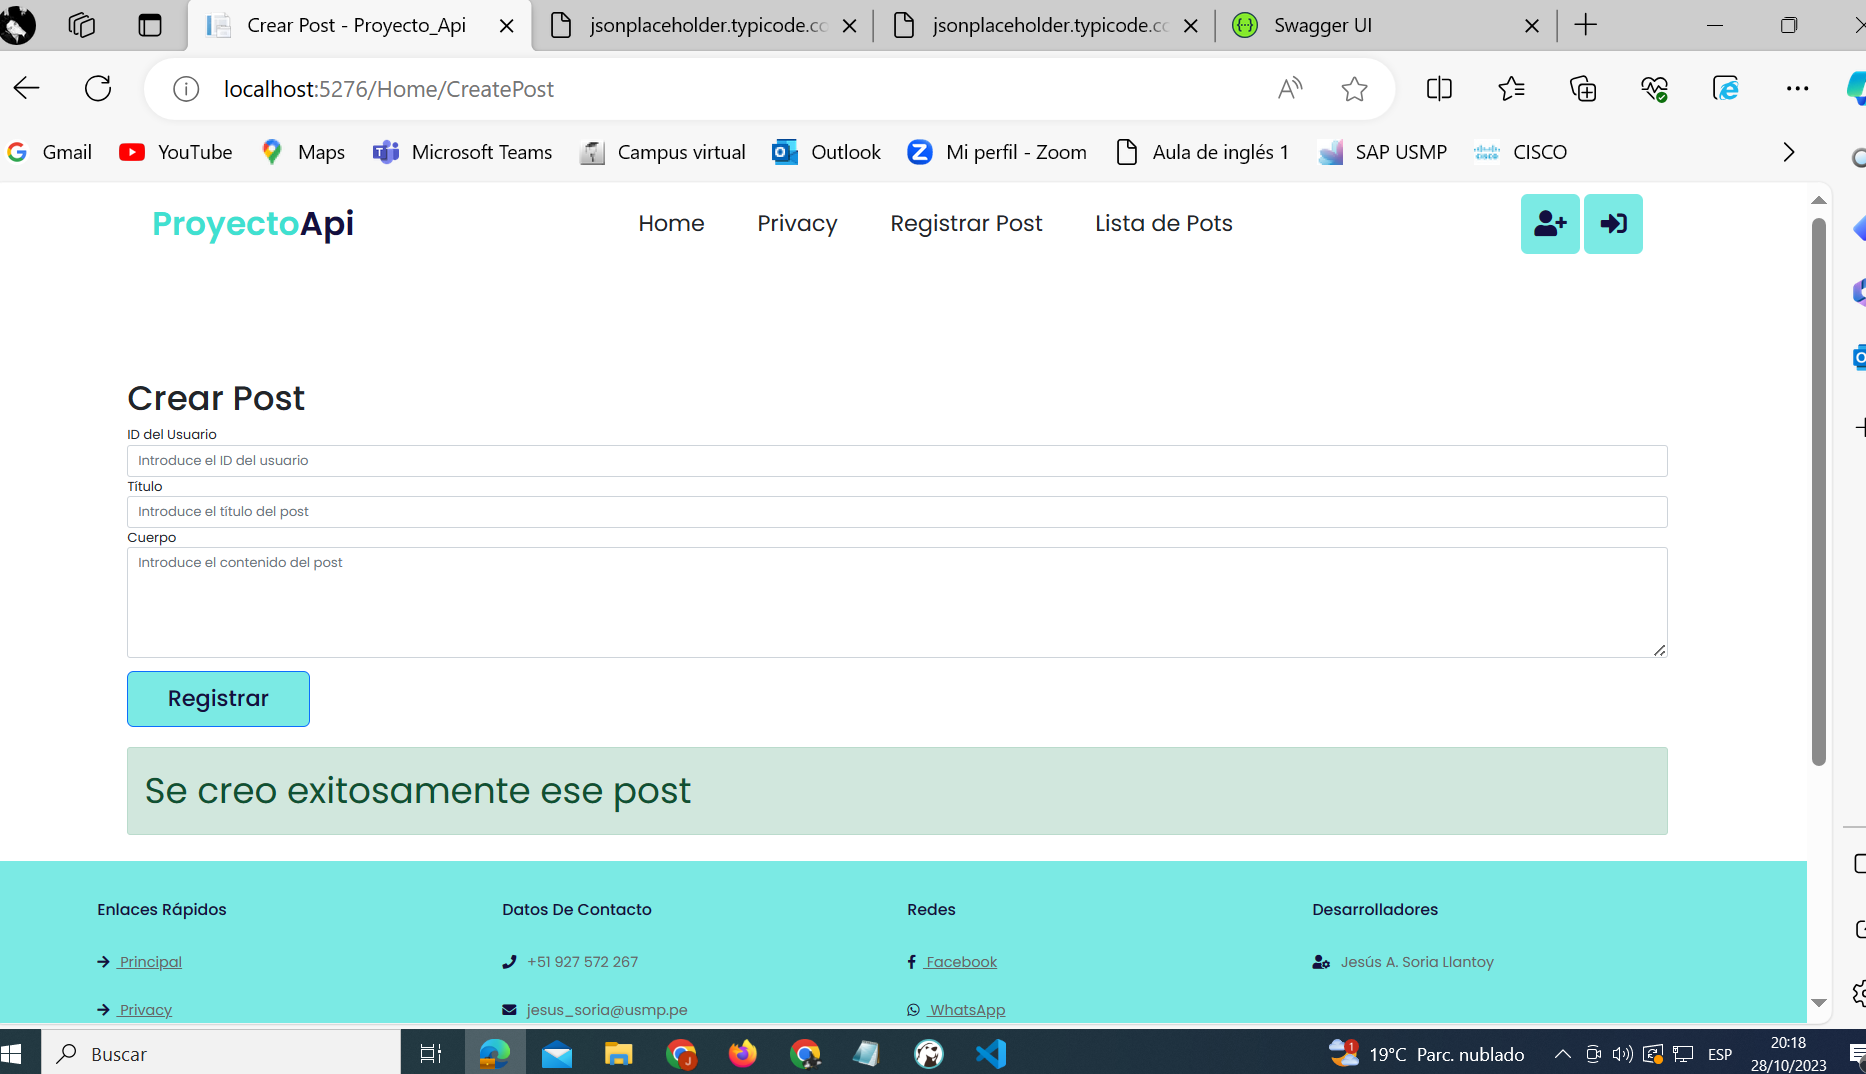 Crear Post - Proyecto_Api
jsonplaceholder.typicode.co
jsonplaceholder.typicode.cc
Swagger UI
localhost:5276/Home/CreatePost
Gmail
YouTube
Maps
Microsoft Teams
Campus virtual
Outlook
Mi perfil - Zoom
Aula de inglés 1
SAP USMP
CISCO
ProyectoApi
Home
Privacy
Registrar Post
Lista de Pots
Crear Post
ID del Usuario
Introduce el ID del usuario
Título
Introduce el título del post
Cuerpo
Introduce el contenido del post
Registrar
Se creo exitosamente ese post
Enlaces Rápidos
Datos De Contacto
Redes
Desarrolladores
Principal
+51 927 572 267
Facebook
Jesús A. Soria Llantoy
Privacy
jesus_soria@usmp.pe
WhatsApp
Buscar
19°C Parc. nublado
ESP
20:18
28/10/2023